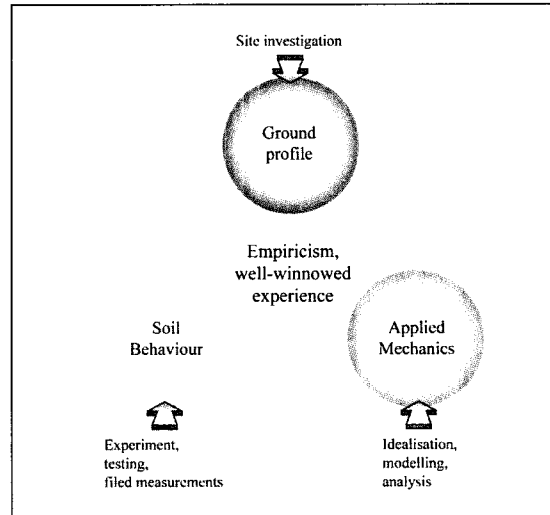 Site investigation
Ground
profile
Empiricism,
well-winnowed
experience
Soil
Behaviour
Applied
Mechanics
Experiment,
testing,
filed measurements
Idealisation,
modelling,
analysis